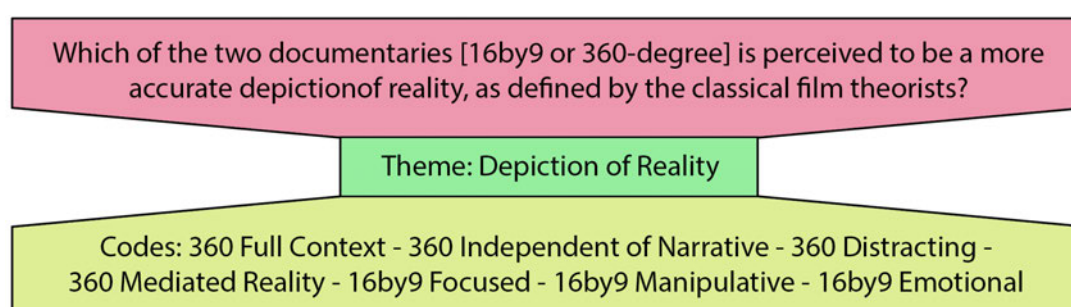 Which of the two documentaries [16by9 or 360-degree] is perceived to be a more
accurate depictionof reality, as defined by the classical film theorists?
Theme: Depiction of Reality
Codes: 360 Full Context - 360 Independent of Narrative - 360 Distracting -
360 Mediated Reality - 16by9 Focused - 16by9 Manipulative - 16by9 Emotional